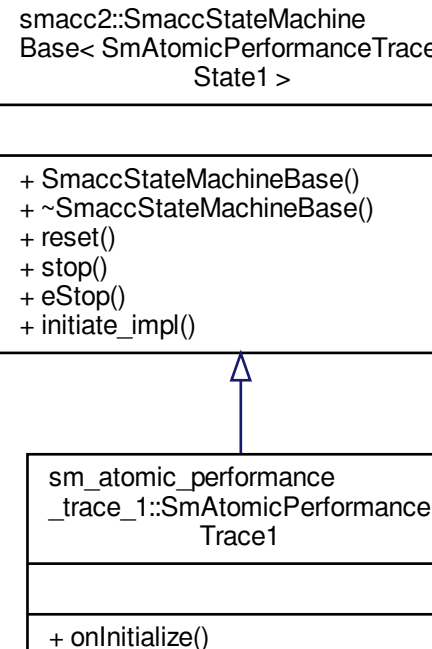 smacc2::SmaccStateMachine
Base< SmAtomicPerformanceTrace
State1 >
+ SmaccStateMachineBase()
+ ~SmaccStateMachineBase()
+ reset()
+ stop()
+ eStop()
+ initiate_impl()
sm_atomic_performance
_trace_1::SmAtomicPerformance
Trace1
+ onInitialize()